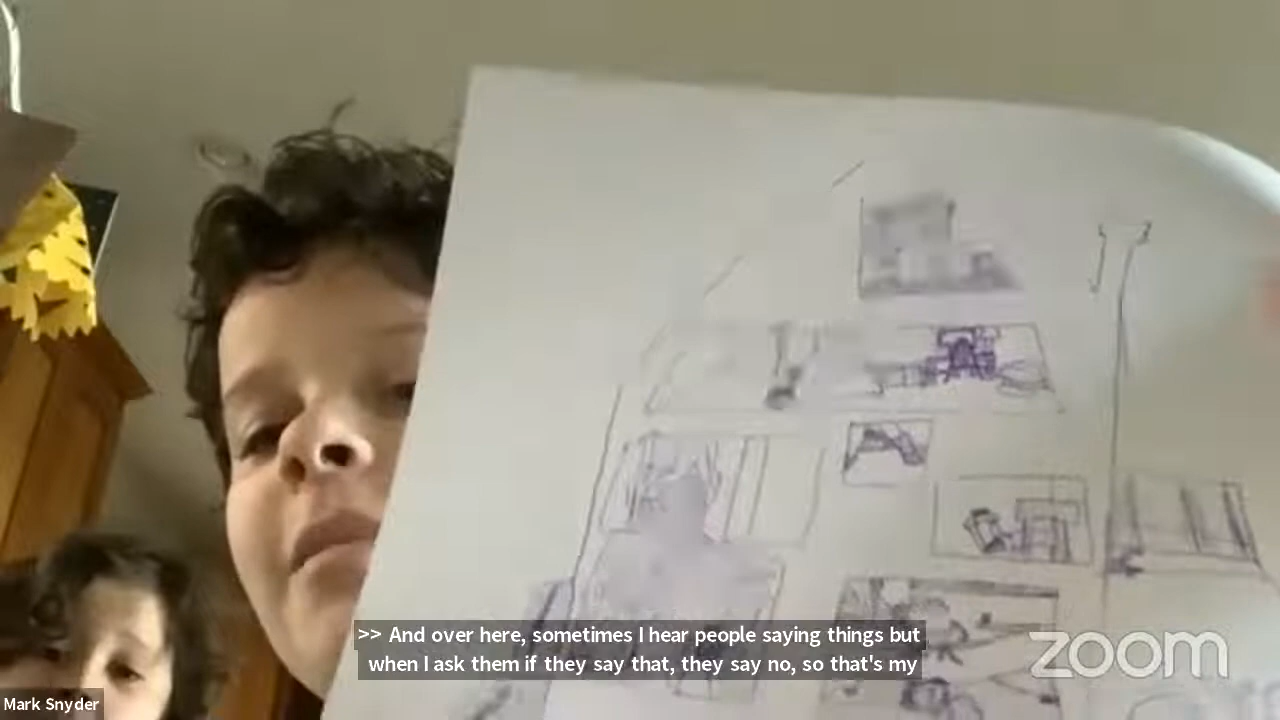 >> And over here, sometimes I hear people saying things but
when I ask them if they say that, they say no, so that's my
zoom
Mark Snyder